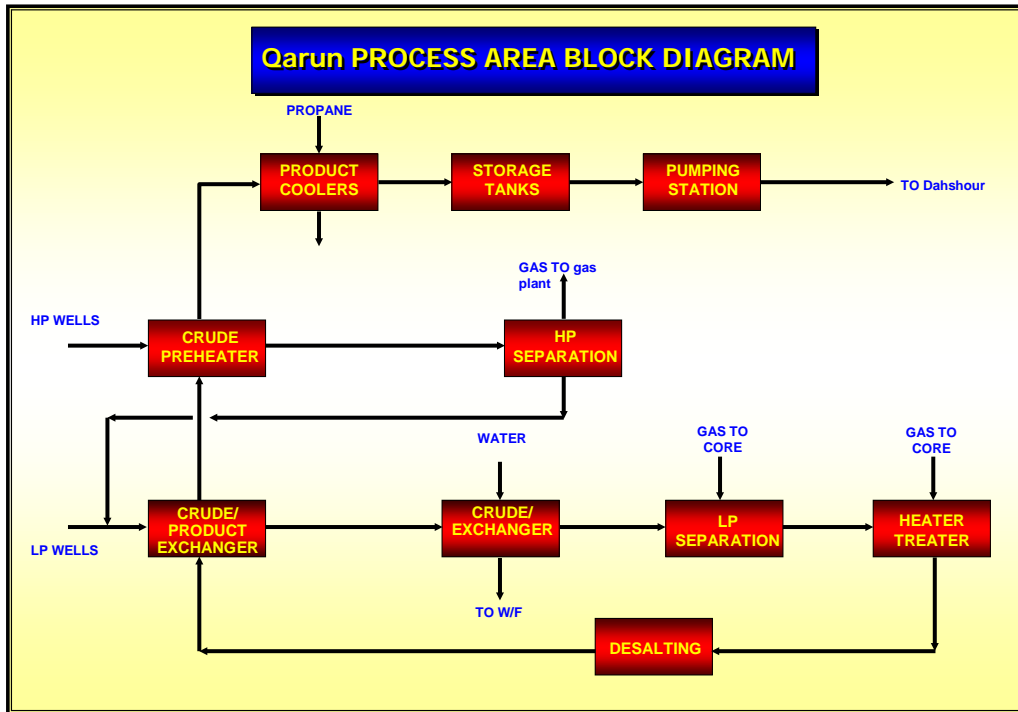 Qarun PROCESS AREA BLOCK DIAGRAM
PROPANE
PRODUCT
COOLERS
STORAGE
TANKS
PUMPING
STATION
TO Dahshour
GAS TO gas
plant
HP WELLS
CRUDE
PREHEATER
HP
SEPARATION
WATER
GAS TO
CORE
GAS TO
CORE
LP WELLS
CRUDE/
PRODUCT
EXCHANGER
CRUDE/
EXCHANGER
LP
SEPARATION
HEATER
TREATER
TO W/F
DESALTING